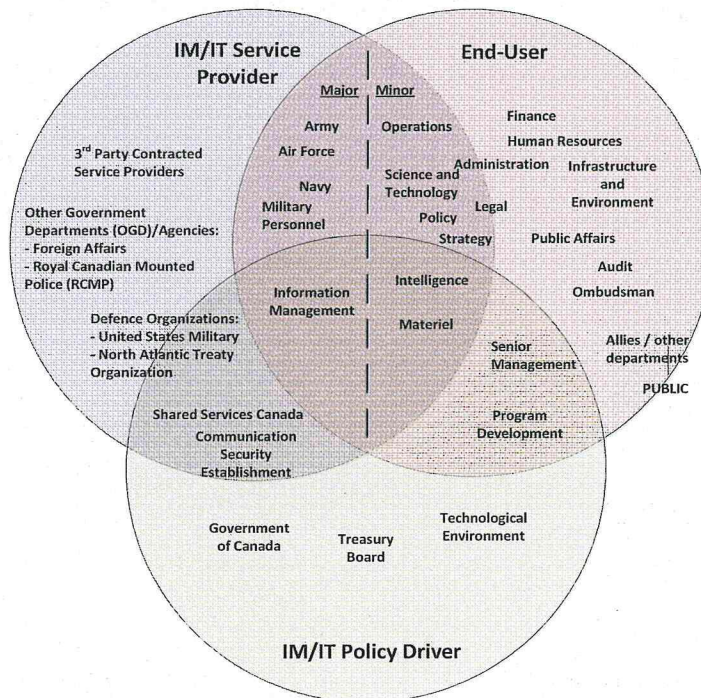 IM/IT Service
Provider
End-User
Major
Minor
Army
Air Force
Navy
Military
Personnel
Operations
Science and
Technology
Policy
Strategy
Finance
Human Resources
Administration
Infrastructure
and
Environment
Legal
Public Affairs
Audit
Ombudsman
Allies / other
departments
PUBLIC
3rd Party Contracted
Service Providers
Other Government
Departments (OGD)/Agencies:
- Foreign Affairs
- Royal Canadian Mounted
Police (RCMP)
Defence Organizations:
- United States Military
- North Atlantic Treaty
Organization
Information
Management
Intelligence
Materiel
Senior
Management
Program
Development
Shared Services Canada
Communication
Security
Establishment
Government
of Canada
Treasury
Board
Technological
Environment
IM/IT Policy Driver